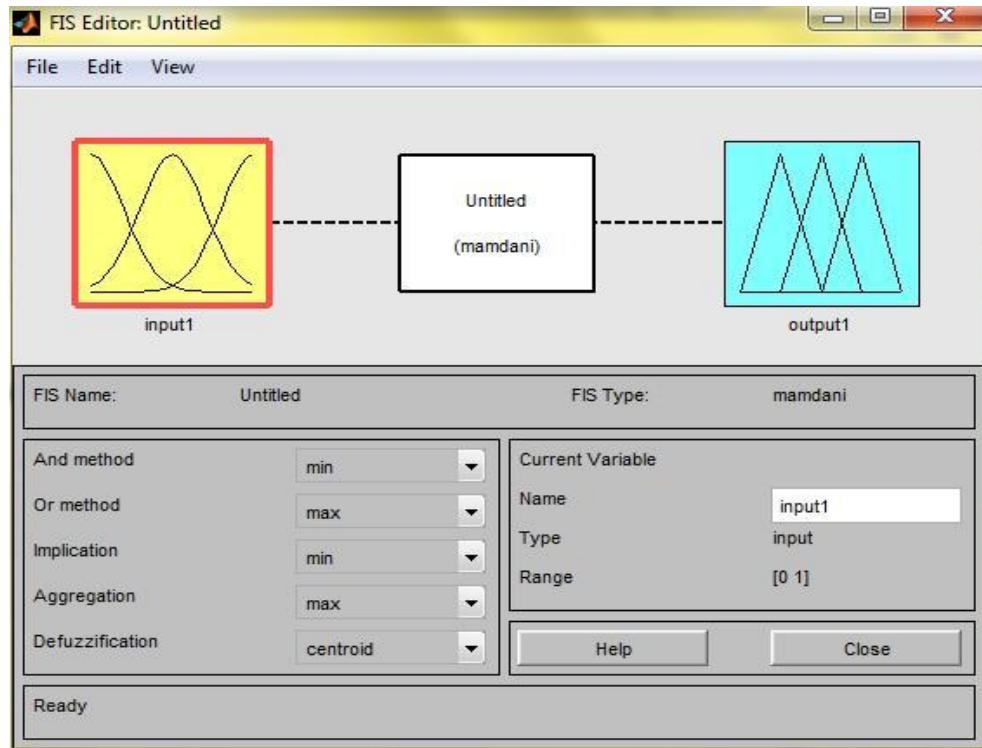 FIS Editor: Untitled
File Edit View
Untitled
(mamdani)
input1
output1
FIS Name: Untitled
FIS Type: mamdani
And method min
Or method max
Implication min
Aggregation max
Defuzzification centroid
Current Variable
Name input1
Type input
Range [0 1]
Help Close
Ready